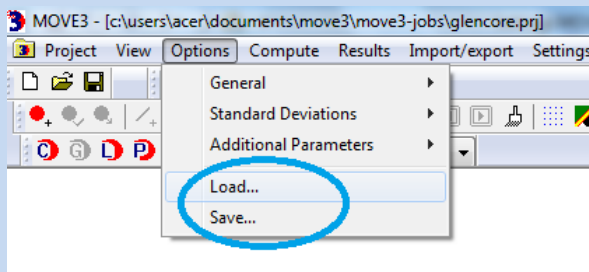 MOVE3 - [c:\users\acer\documents\move3\move3-jobs\glencore.prj]
Project View Options Compute Results Import/export Settings
General
Standard Deviations
Additional Parameters
C G L P
Load...
Save...